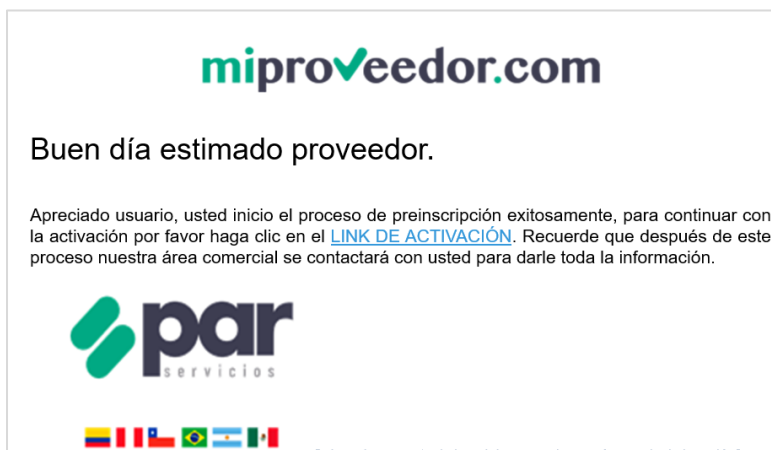 miproveedor.com
Buen día estimado proveedor.
Apreciado usuario, usted inicio el proceso de preinscripción exitosamente, para continuar con
la activación por favor haga clic en el LINK DE ACTIVACIÓN. Recuerde que después de este
proceso nuestra área comercial se contactará con usted para darle toda la información.
par
servicios